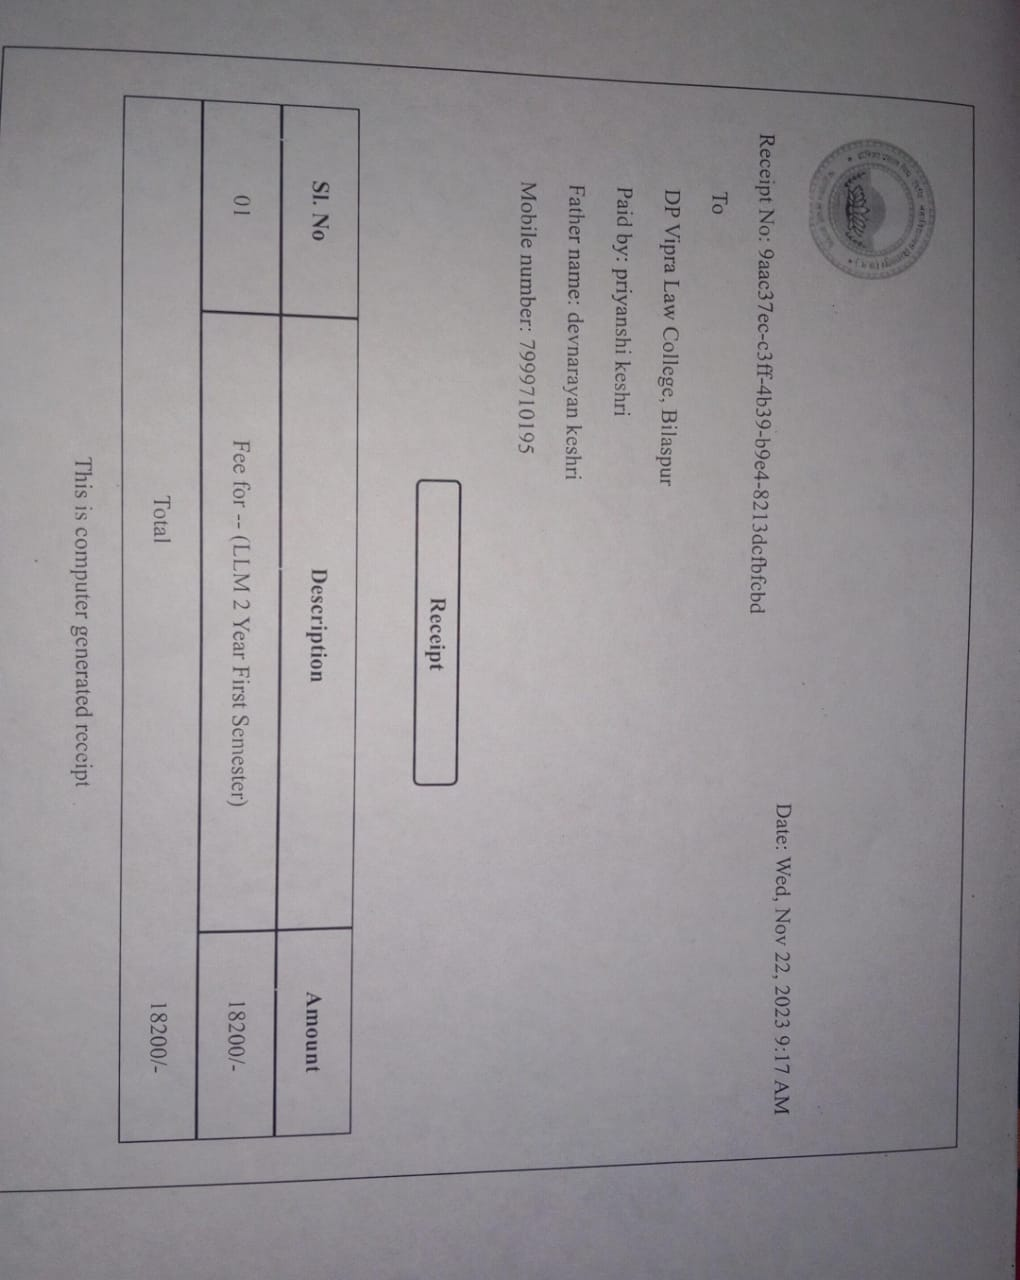 Receipt No: 9aac37ec-c3ff-4b39-b9e4-8213dcfbfcbd
Date: Wed, Nov 22, 2023 9:17 AM
To
DP Vipra Law College, Bilaspur
Paid by: priyanshi keshri
Father name: devnarayan keshri
Mobile number: 7999710195
Receipt
Sl. No Description Amount
01 Fee for -- (LLM 2 Year First Semester) 18200/-
Total 18200/-
This is computer generated receipt